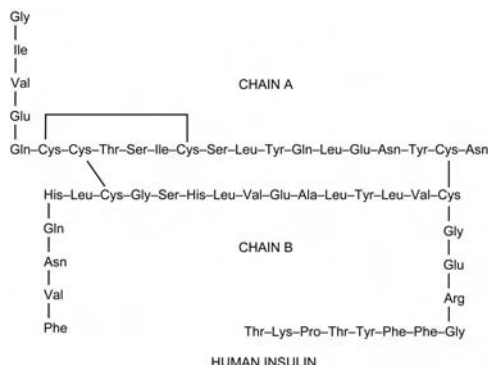 Gly
Ile
Val
Glu
CHAIN A
Gln–Cys–Cys–Thr–Ser–Ile–Cys–Ser–Leu–Tyr–Gln–Leu–Glu–Asn–Tyr–Cys–Asn
His–Leu–Cys–Gly–Ser–His–Leu–Val–Glu–Ala–Leu–Tyr–Leu–Val–Cys
Gln
Gly
CHAIN B
Asn
Glu
Val
Arg
Phe
Thr–Lys–Pro–Thr–Tyr–Phe–Phe–Gly
HUMAN INSULIN